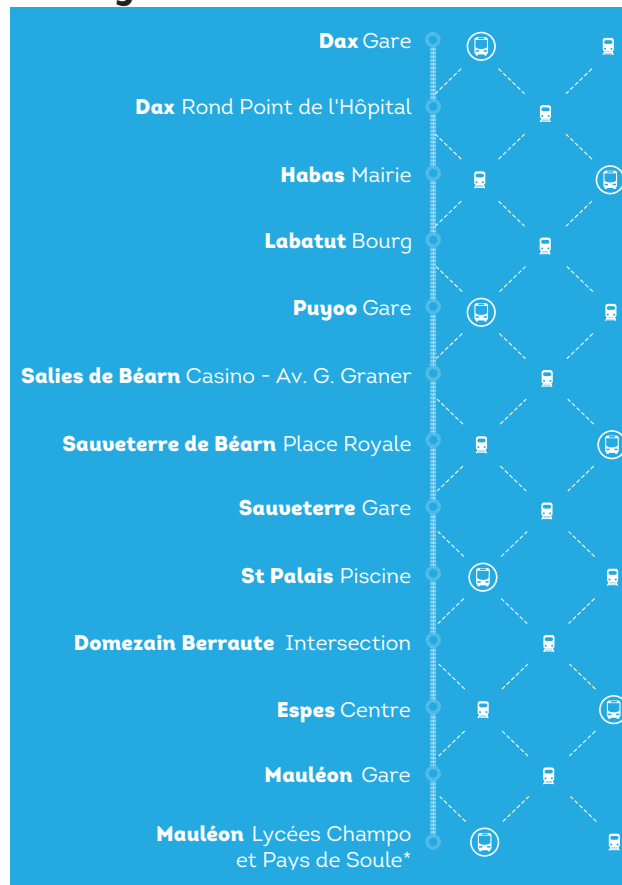 Dax Gare
Dax Rond Point de l'Hôpital
Habas Mairie
Labatut Bourg
Puyoo Gare
Salies de Béarn Casino - Av. G. Graner
Sauveterre de Béarn Place Royale
Sauveterre Gare
St Palais Piscine
Domezain Berraute Intersection
Espes Centre
Mauléon Gare
Mauléon Lycées Champo
et Pays de Soule*